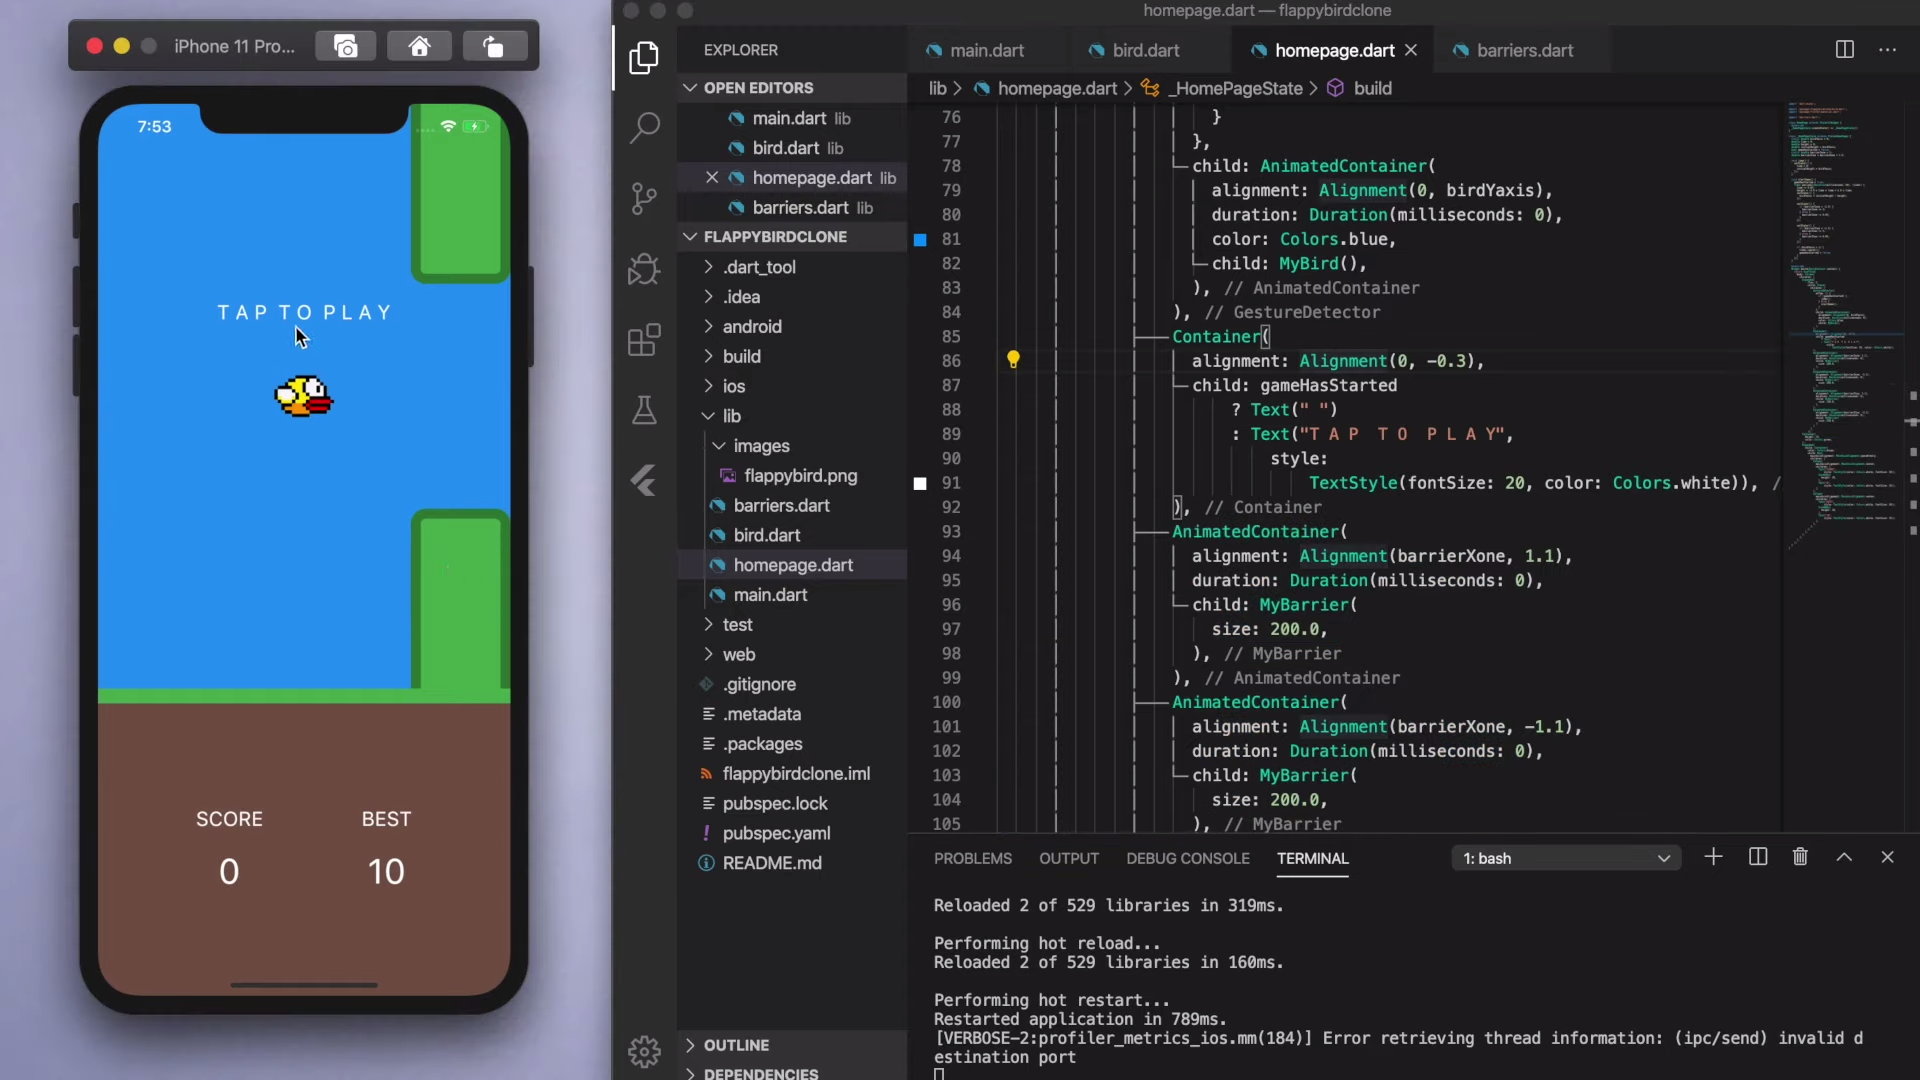 iPhone 11 Pro...
7:53
TAP TO PLAY
SCORE
BEST
0
10
homepage.dart — flappybirdclone
EXPLORER
OPEN EDITORS
main.dart lib
bird.dart lib
homepage.dart lib
barriers.dart lib
FLAPPYBIRDCLONE
.dart_tool
.idea
android
build
ios
lib
images
flappybird.png
barriers.dart
bird.dart
homepage.dart
main.dart
test
web
.gitignore
.metadata
.packages
flappybirdclone.iml
pubspec.lock
pubspec.yaml
README.md
OUTLINE
DEPENDENCIES
main.dart
bird.dart
homepage.dart
barriers.dart
lib > homepage.dart > _HomePageState > build
76 }
77 },
78 child: AnimatedContainer(
79 alignment: Alignment(0, birdYaxis),
80 duration: Duration(milliseconds: 0),
81 color: Colors.blue,
82 child: MyBird(),
83 ), // AnimatedContainer
84 ), // GestureDetector
85 Container(
86 alignment: Alignment(0, -0.3),
87 child: gameHasStarted
88 ? Text(" ")
89 : Text("T A P  T O  P L A Y",
90 style:
91 TextStyle(fontSize: 20, color: Colors.white)), /
92 ), // Container
93 AnimatedContainer(
94 alignment: Alignment(barrierXone, 1.1),
95 duration: Duration(milliseconds: 0),
96 child: MyBarrier(
97 size: 200.0,
98 ), // MyBarrier
99 ), // AnimatedContainer
100 AnimatedContainer(
101 alignment: Alignment(barrierXone, -1.1),
102 duration: Duration(milliseconds: 0),
103 child: MyBarrier(
104 size: 200.0,
105 ), // MyBarrier
PROBLEMS OUTPUT DEBUG CONSOLE TERMINAL
1: bash
Reloaded 2 of 529 libraries in 319ms.
Performing hot reload...
Reloaded 2 of 529 libraries in 160ms.
Performing hot restart...
Restarted application in 789ms.
[VERBOSE-2:profiler_metrics_ios.mm(184)] Error retrieving thread information: (ipc/send) invalid d
estination port